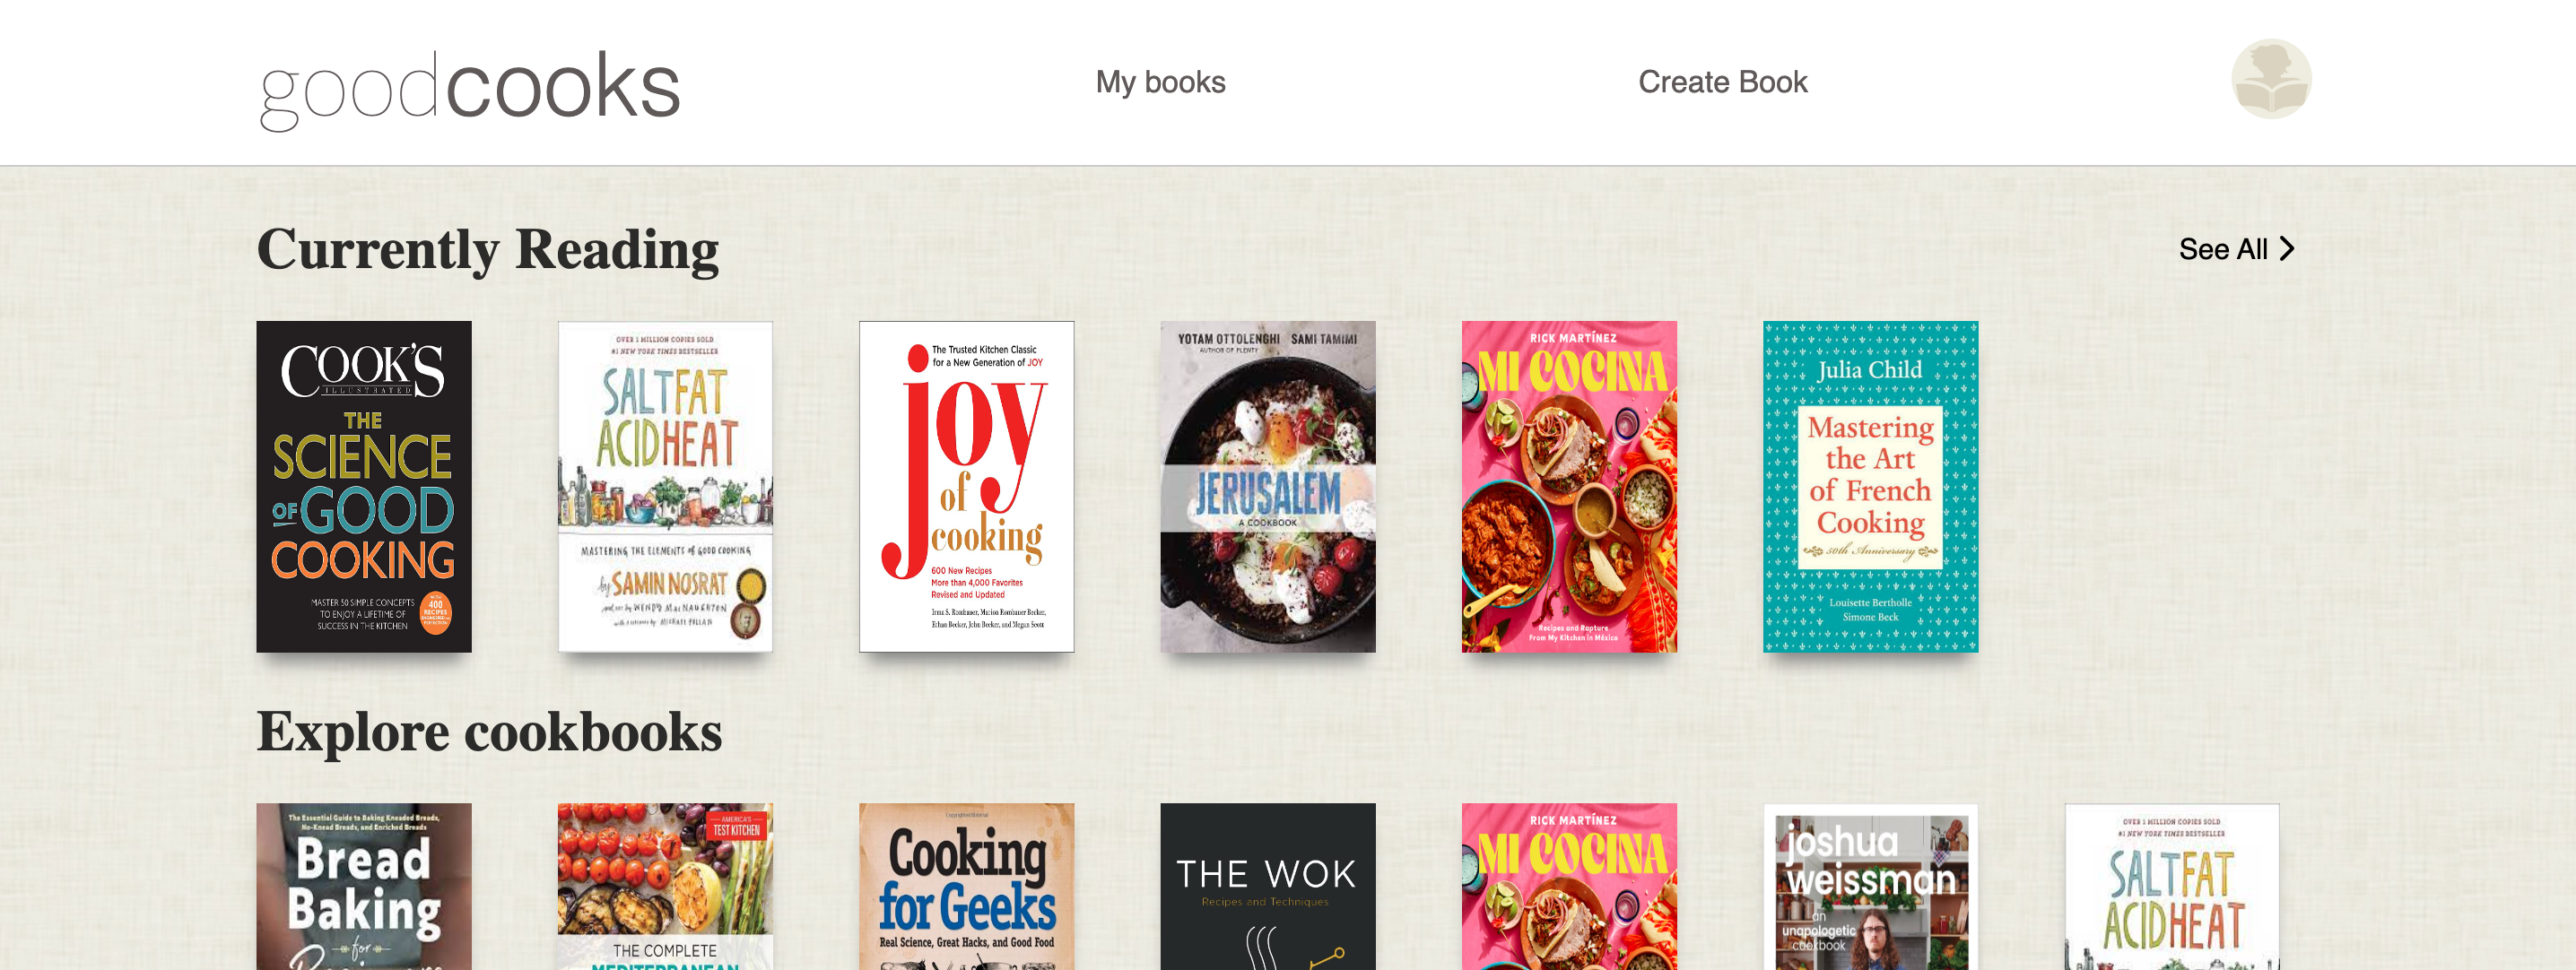 goodcooks
My books
Create Book
Currently Reading
See All
COOK'S
ILLUSTRATED
THE
SCIENCE
OF GOOD
COOKING
MASTER 50 SIMPLE CONCEPTS
TO ENJOY A LIFETIME OF
SUCCESS IN THE KITCHEN
400
RECIPES
OVER 1 MILLION COPIES SOLD
#1 NEW YORK TIMES BESTSELLER
SALT FAT
ACID HEAT
MASTERING THE ELEMENTS of GOOD COOKING
by SAMIN NOSRAT
and art by WENDY MacNAUGHTON
with a foreword by MICHAEL POLLAN
The Trusted Kitchen Classic
for a New Generation of JOY
joy
of
cooking
600 New Recipes
More than 4,000 Favorites
Revised and Updated
Irma S. Rombauer, Marion Rombauer Becker,
Ethan Becker, John Becker, and Megan Scott
YOTAM OTTOLENGHI SAMI TAMIMI
AUTHOR OF PLENTY
JERUSALEM
A COOKBOOK
RICK MARTÍNEZ
MI COCINA
Recipes and Rapture
From My Kitchen in México
Julia Child
Mastering
the Art
of French
Cooking
50th Anniversary
Louisette Bertholle
Simone Beck
Explore cookbooks
The Essential Guide to Baking Kneaded Breads,
No-Knead Breads, and Enriched Breads
Bread
Baking
for
AMERICA'S
TEST KITCHEN
THE COMPLETE
MEDITERRANEAN
Copyrighted Material
Cooking
for Geeks
Real Science, Great Hacks, and Good Food
THE WOK
Recipes and Techniques
RICK MARTÍNEZ
MI COCINA
joshua
weissman
an
unapologetic
cookbook
OVER 1 MILLION COPIES SOLD
#1 NEW YORK TIMES BESTSELLER
SALT FAT
ACID HEAT